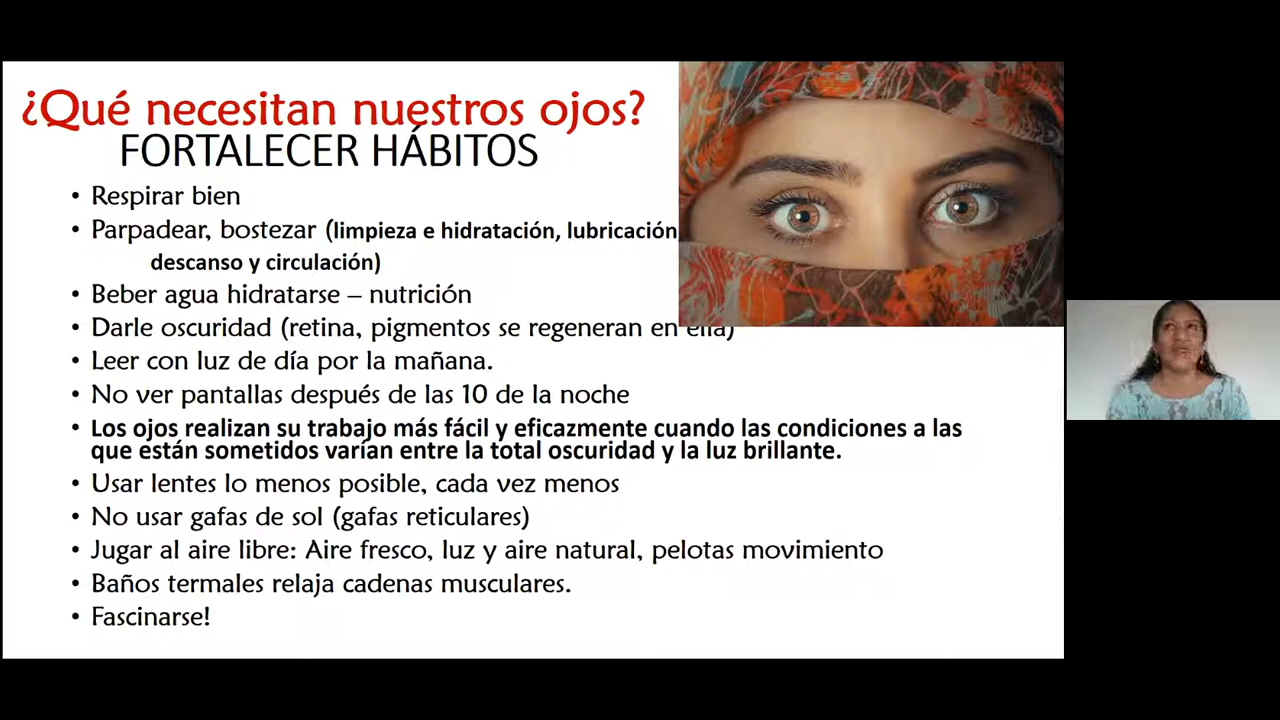 ¿Qué necesitan nuestros ojos?
FORTALECER HÁBITOS
• Respirar bien
• Parpadear, bostezar (limpieza e hidratación, lubricación,
descanso y circulación)
• Beber agua hidratarse – nutrición
• Darle oscuridad (retina, pigmentos se regeneran en ella)
• Leer con luz de día por la mañana.
• No ver pantallas después de las 10 de la noche
• Los ojos realizan su trabajo más fácil y eficazmente cuando las condiciones a las
que están sometidos varían entre la total oscuridad y la luz brillante.
• Usar lentes lo menos posible, cada vez menos
• No usar gafas de sol (gafas reticulares)
• Jugar al aire libre: Aire fresco, luz y aire natural, pelotas movimiento
• Baños termales relaja cadenas musculares.
• Fascinarse!